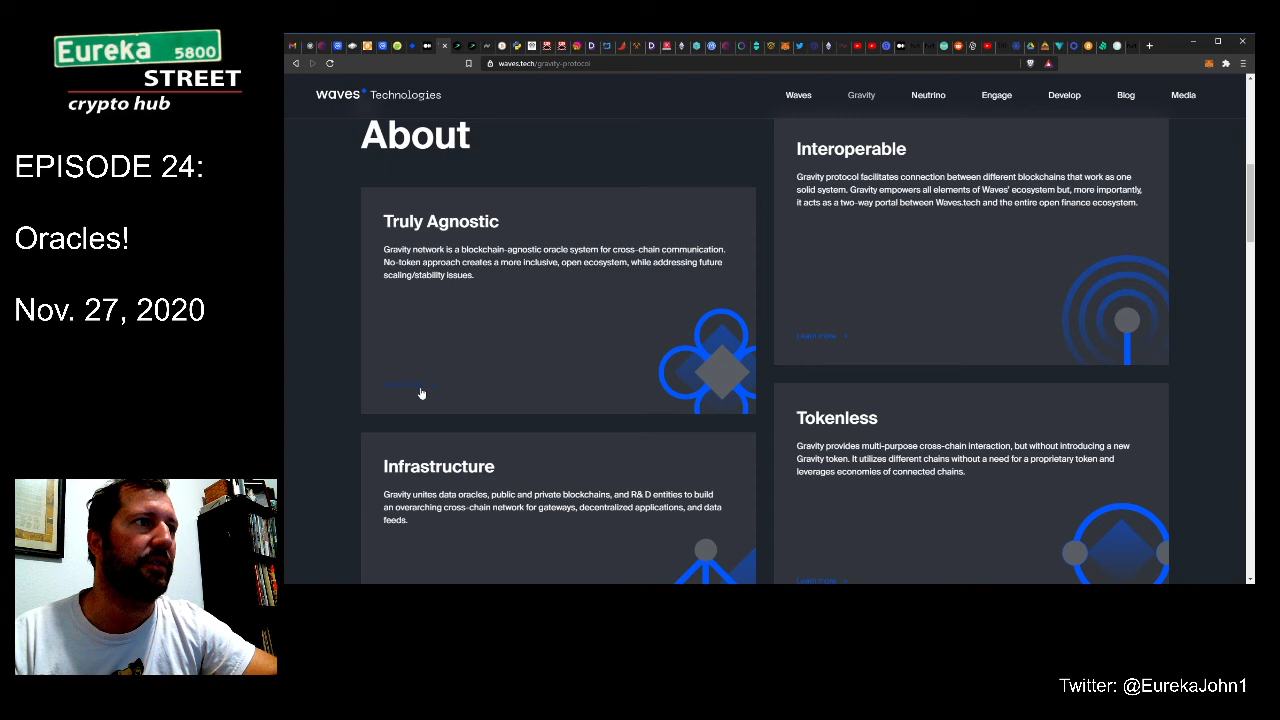 Eureka 5800
STREET
crypto hub
EPISODE 24:
Oracles!
Nov. 27, 2020
waves.tech/gravity-protocol
waves Technologies
Waves Gravity Neutrino Engage Develop Blog Media
About
Truly Agnostic
Gravity network is a blockchain-agnostic oracle system for cross-chain communication.
No-token approach creates a more inclusive, open ecosystem, while addressing future
scaling/stability issues.
Interoperable
Gravity protocol facilitates connection between different blockchains that work as one
solid system. Gravity empowers all elements of Waves' ecosystem but, more importantly,
it acts as a two-way portal between Waves.tech and the entire open finance ecosystem.
Learn more
Infrastructure
Gravity unites data oracles, public and private blockchains, and R& D entities to build
an overarching cross-chain network for gateways, decentralized applications, and data
feeds.
Tokenless
Gravity provides multi-purpose cross-chain interaction, but without introducing a new
Gravity token. It utilizes different chains without a need for a proprietary token and
leverages economies of connected chains.
Learn more
Twitter: @EurekaJohn1